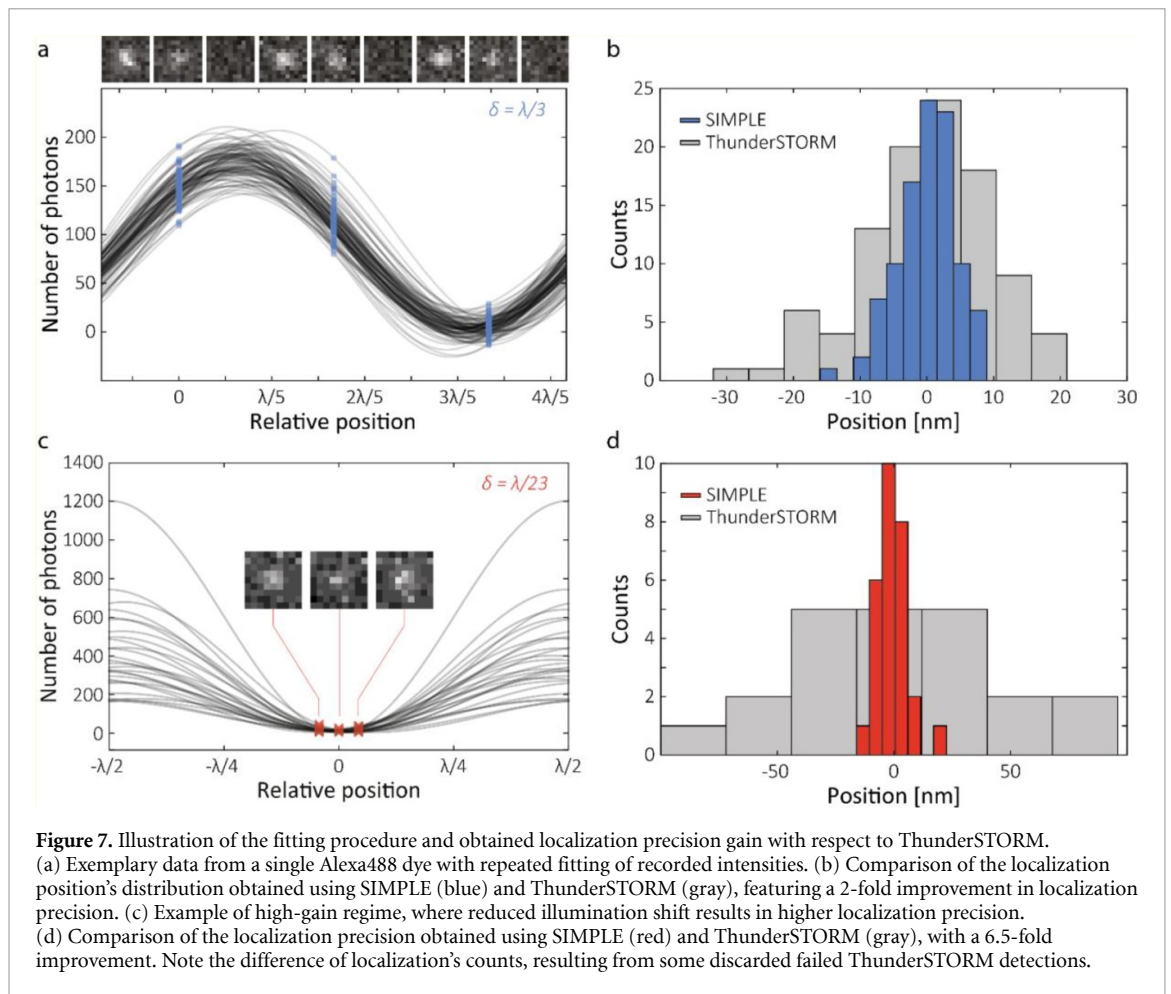 a
δ = λ/3
Number of photons
200
150
100
50
0
0 λ/5 2λ/5 3λ/5 4λ/5
Relative position
b
SIMPLE
ThunderSTORM
Counts
25
20
15
10
5
0
-30 -20 -10 0 10 20 30
Position [nm]
c
δ = λ/23
Number of photons
1400
1200
1000
800
600
400
200
0
-λ/2 -λ/4 0 λ/4 λ/2
Relative position
d
SIMPLE
ThunderSTORM
Counts
10
8
6
4
2
0
-50 0 50
Position [nm]
Figure 7. Illustration of the fitting procedure and obtained localization precision gain with respect to ThunderSTORM.
(a) Exemplary data from a single Alexa488 dye with repeated fitting of recorded intensities. (b) Comparison of the localization
position's distribution obtained using SIMPLE (blue) and ThunderSTORM (gray), featuring a 2-fold improvement in localization
precision. (c) Example of high-gain regime, where reduced illumination shift results in higher localization precision.
(d) Comparison of the localization precision obtained using SIMPLE (red) and ThunderSTORM (gray), with a 6.5-fold
improvement. Note the difference of localization's counts, resulting from some discarded failed ThunderSTORM detections.